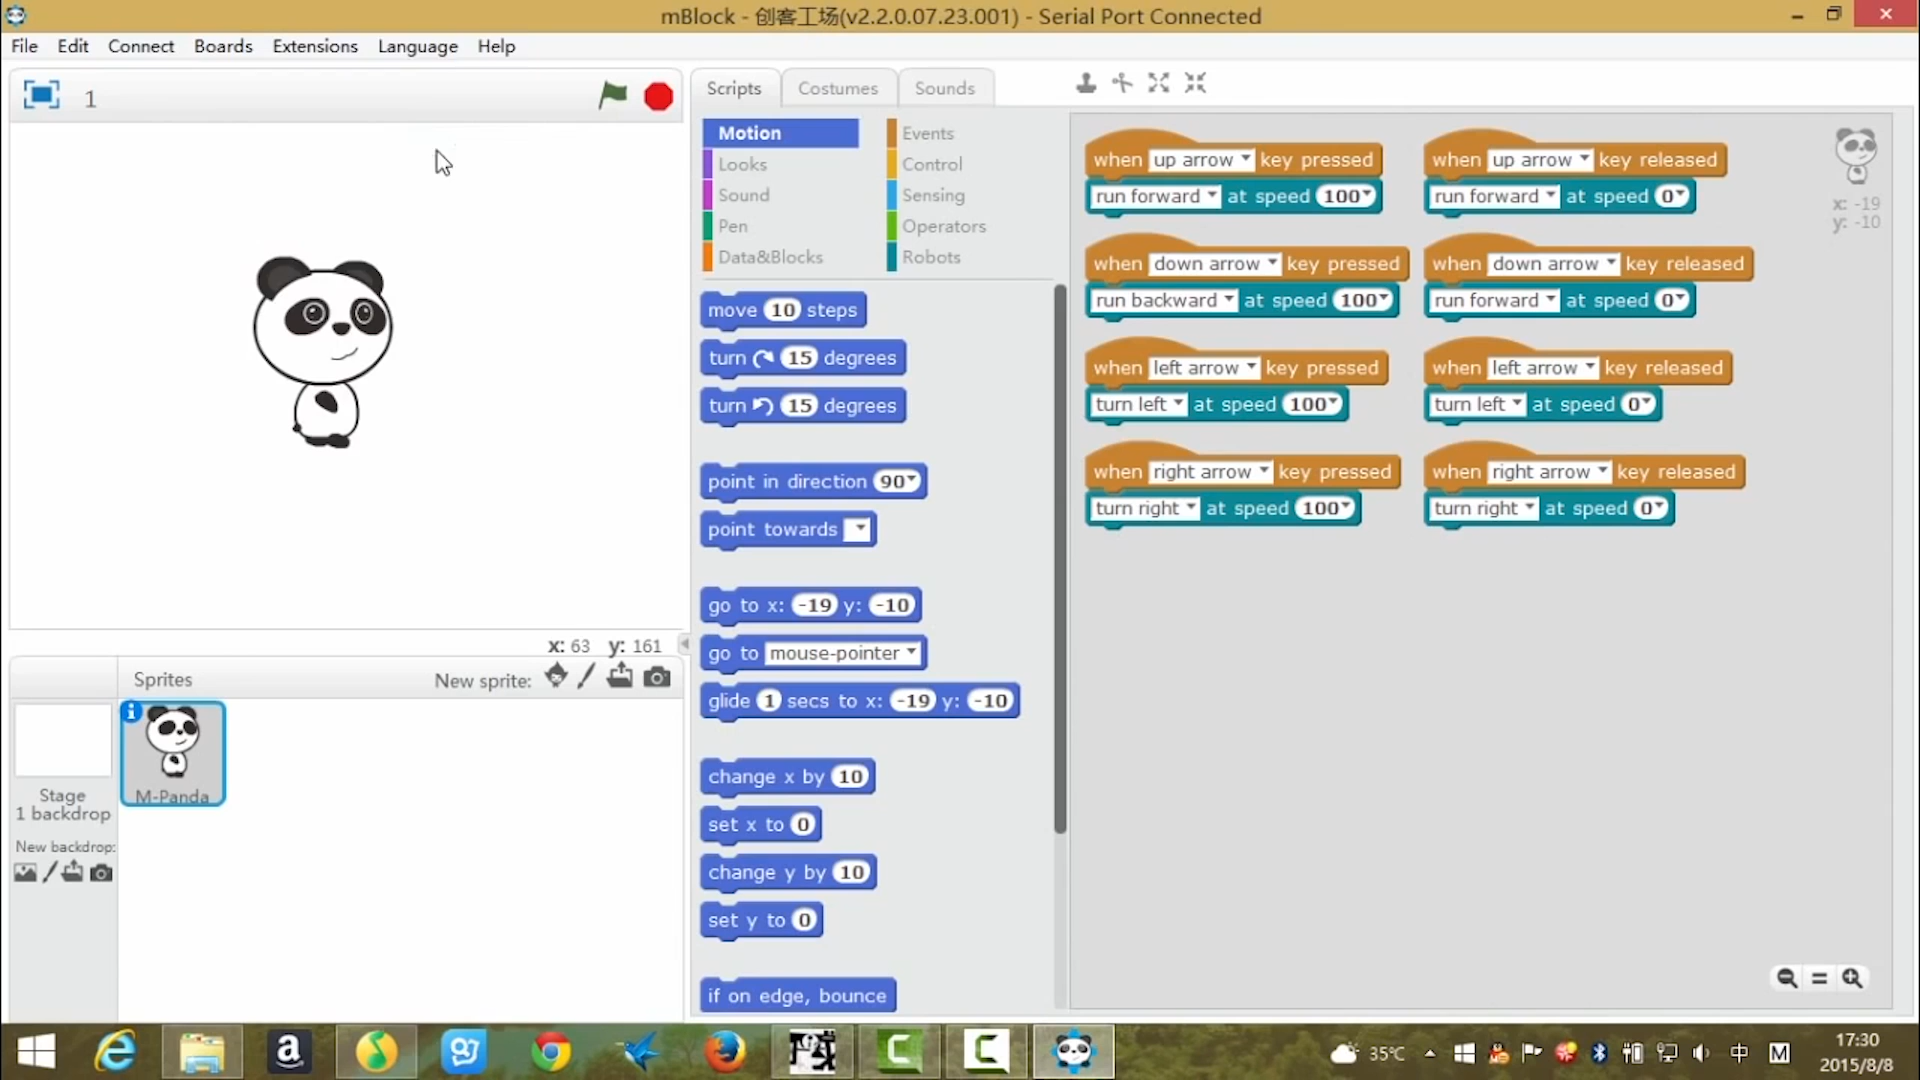 mBlock - 创客工场(v2.2.0.07.23.001) - Serial Port Connected
File Edit Connect Boards Extensions Language Help
1
Scripts Costumes Sounds
Motion Events
Looks Control
Sound Sensing
Pen Operators
Data&Blocks Robots
move 10 steps
turn 15 degrees
turn 15 degrees
point in direction 90
point towards
go to x: -19 y: -10
go to mouse-pointer
glide 1 secs to x: -19 y: -10
change x by 10
set x to 0
change y by 10
set y to 0
if on edge, bounce
when up arrow key pressed
run forward at speed 100
when up arrow key released
run forward at speed 0
when down arrow key pressed
run backward at speed 100
when down arrow key released
run forward at speed 0
when left arrow key pressed
turn left at speed 100
when left arrow key released
turn left at speed 0
when right arrow key pressed
turn right at speed 100
when right arrow key released
turn right at speed 0
x: -19
y: -10
x: 63 y: 161
Sprites New sprite:
M-Panda
Stage
1 backdrop
New backdrop:
35℃
中
M
17:30
2015/8/8